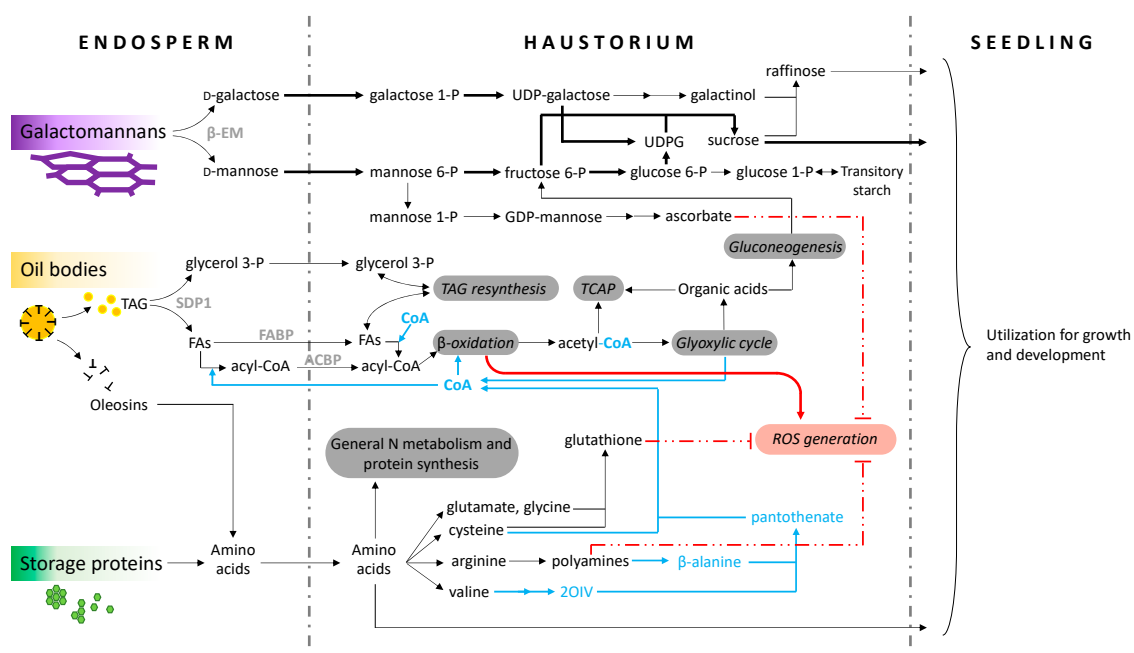 ENDOSPERM
HAUSTORIUM
SEEDLING
raffinose
D-galactose
galactose 1-P
UDP-galactose
galactinol
Galactomannans
β-EM
UDPG
sucrose
D-mannose
mannose 6-P
fructose 6-P
glucose 6-P
glucose 1-P
Transitory
starch
mannose 1-P
GDP-mannose
ascorbate
Gluconeogenesis
Oil bodies
glycerol 3-P
glycerol 3-P
TAG resynthesis
TCAP
Organic acids
TAG
SDP1
CoA
FAs
FABP
FAs
β-oxidation
acetyl-CoA
Glyoxylic cycle
Utilization for growth
and development
acyl-CoA
ACBP
acyl-CoA
CoA
Oleosins
General N metabolism and
protein synthesis
glutathione
ROS generation
glutamate, glycine
cysteine
pantothenate
Storage proteins
Amino
acids
Amino
acids
arginine
polyamines
β-alanine
valine
2OIV